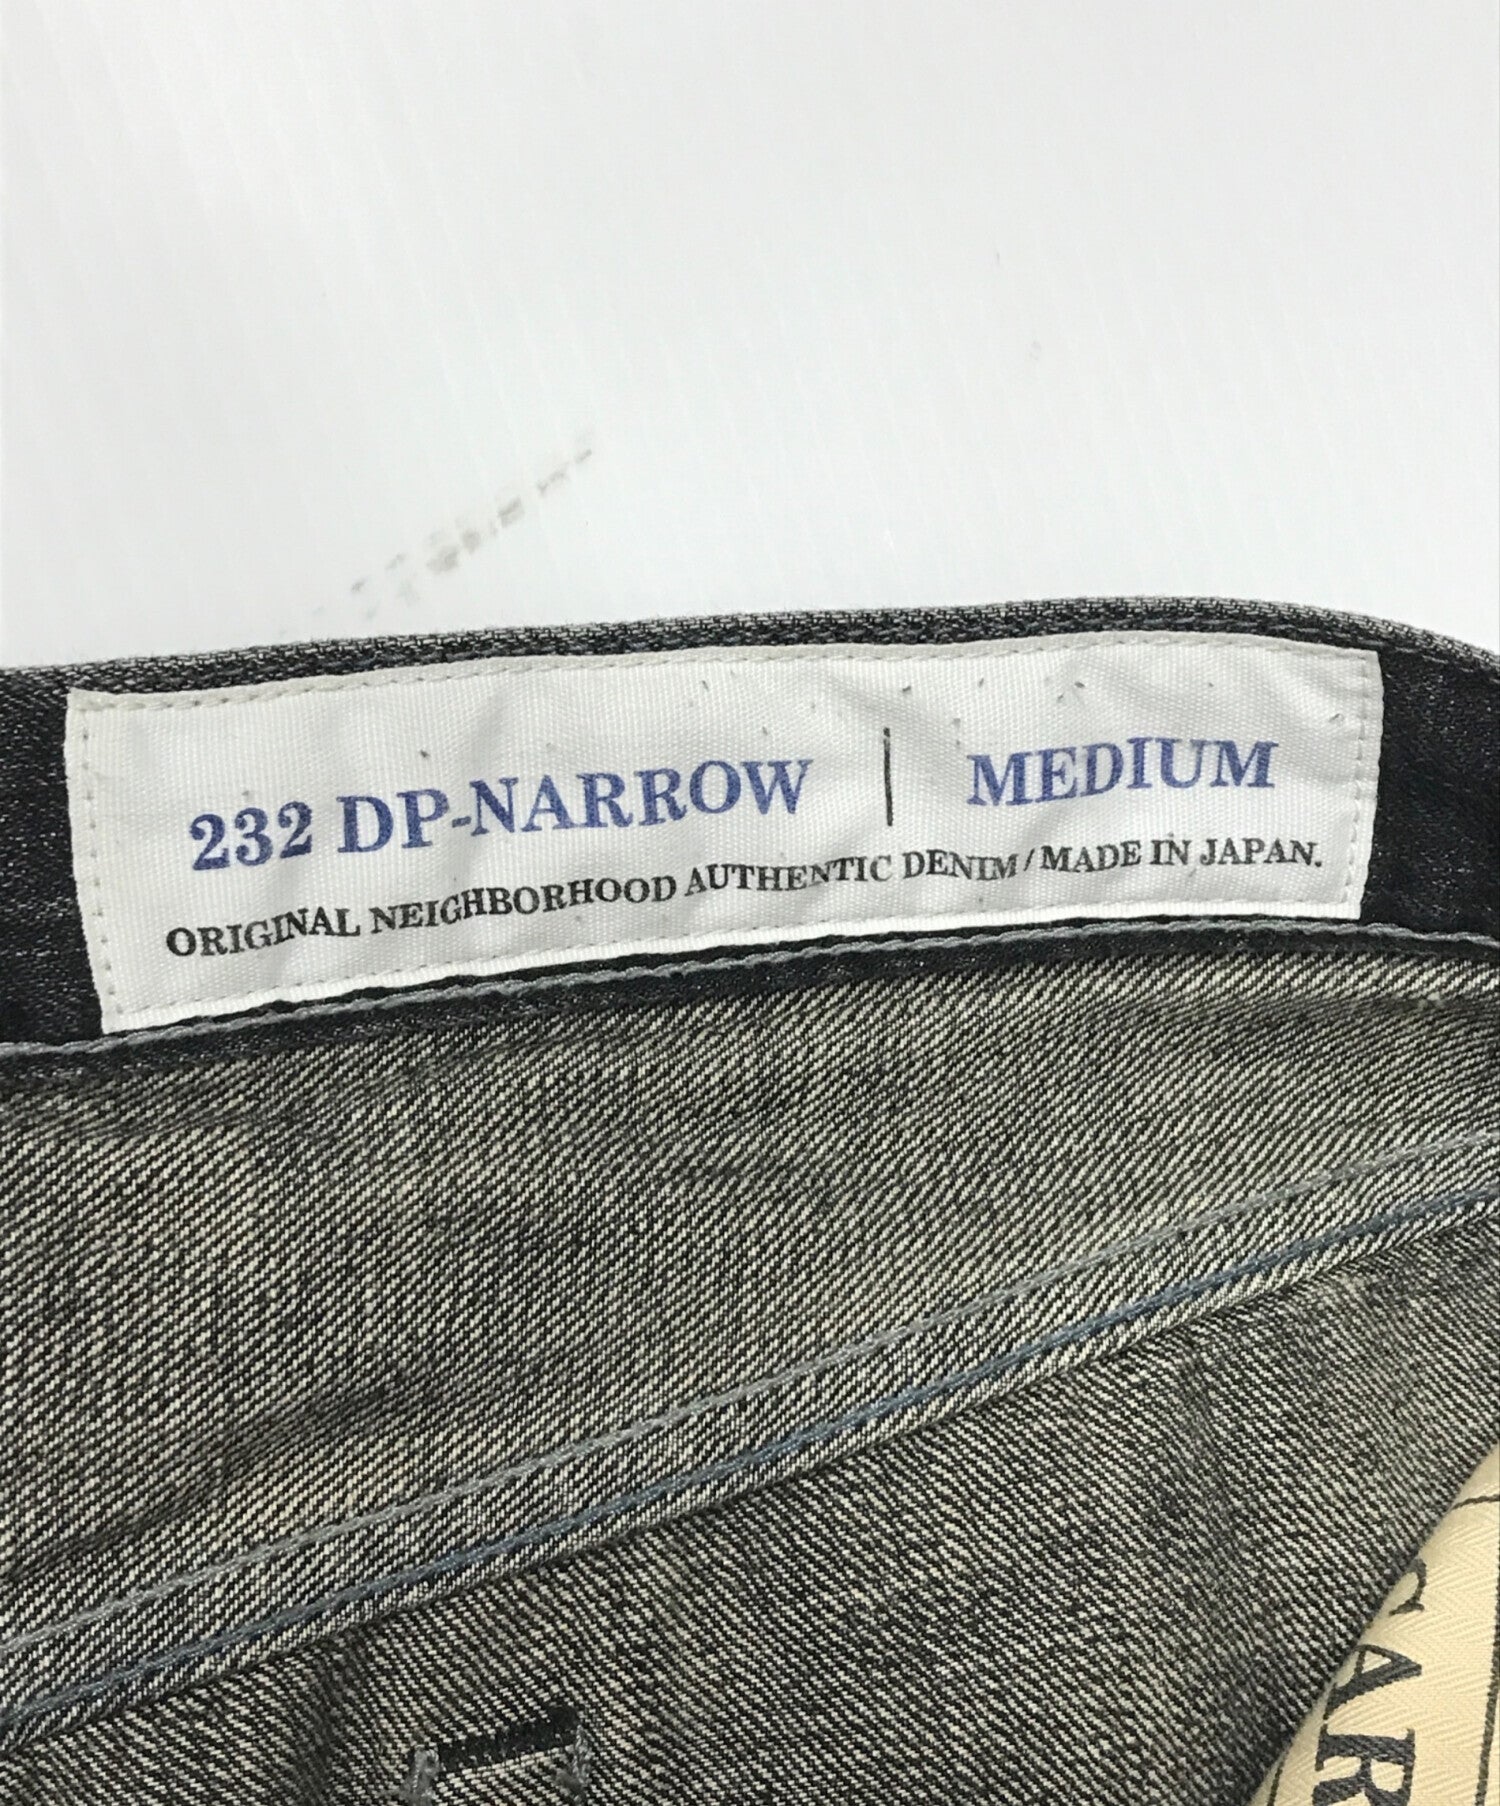 232 DP-NARROW | MEDIUM
ORIGINAL NEIGHBORHOOD AUTHENTIC DENIM / MADE IN JAPAN.